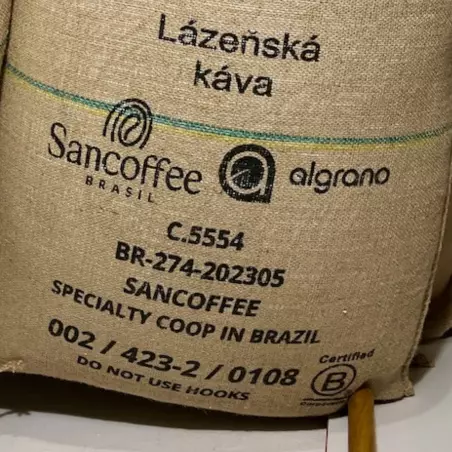 Lázeňská
káva
Sancoffee
BRASIL
algrano
C.5554
BR-274-202305
SANCOFFEE
SPECIALTY COOP IN BRAZIL
002 / 423-2 / 0108
DO NOT USE HOOKS
Certified
B